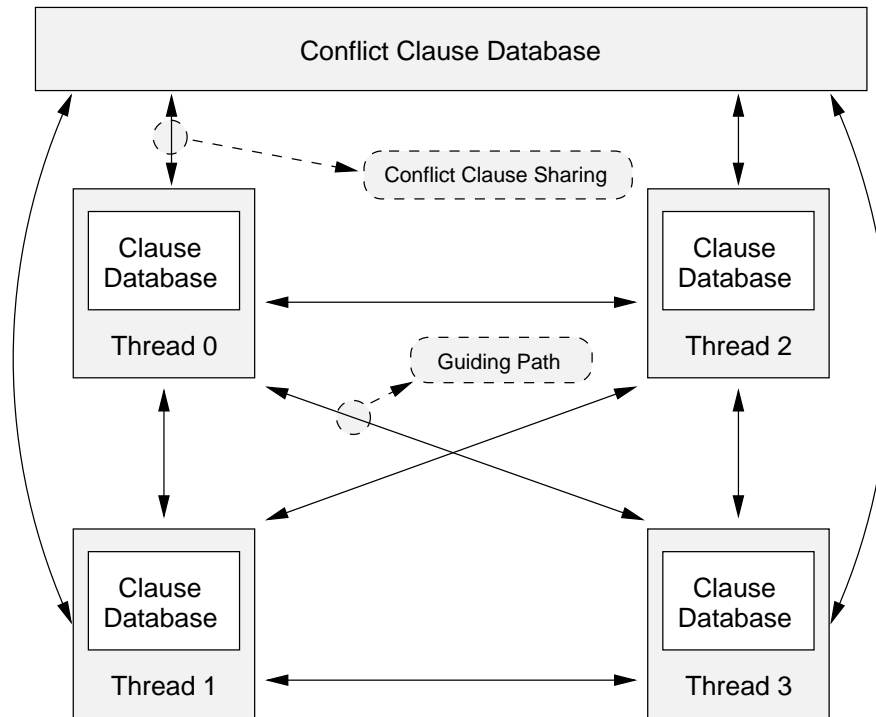 Conflict Clause Database
Conflict Clause Sharing
Clause
Database
Thread 0
Clause
Database
Thread 2
Guiding Path
Clause
Database
Thread 1
Clause
Database
Thread 3